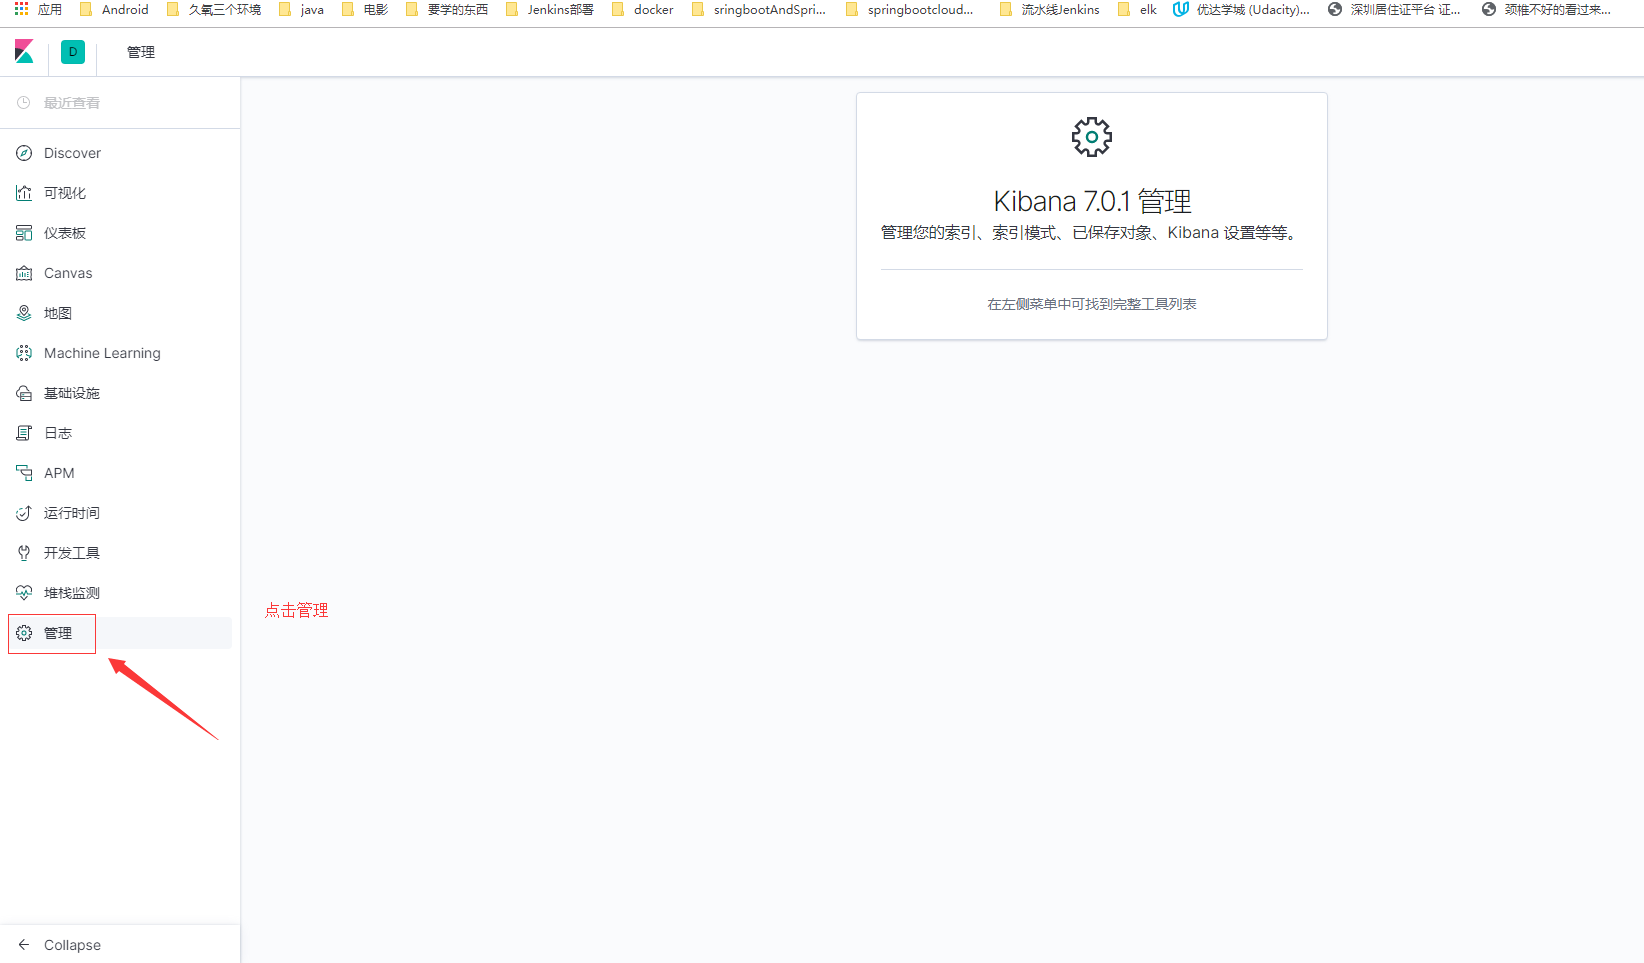 应用 Android 久氧三个环境 java 电影 要学的东西 Jenkins部署 docker sringbootAndSpri... springbootcloud... 流水线Jenkins elk 优达学城 (Udacity)... 深圳居住证平台 证... 颈椎不好的看过来...
D 管理
最近查看
Discover
可视化
仪表板
Canvas
地图
Machine Learning
基础设施
日志
APM
运行时间
开发工具
堆栈监测
管理
Collapse
Kibana 7.0.1 管理
管理您的索引、索引模式、已保存对象、Kibana 设置等等。
在左侧菜单中可找到完整工具列表
点击管理